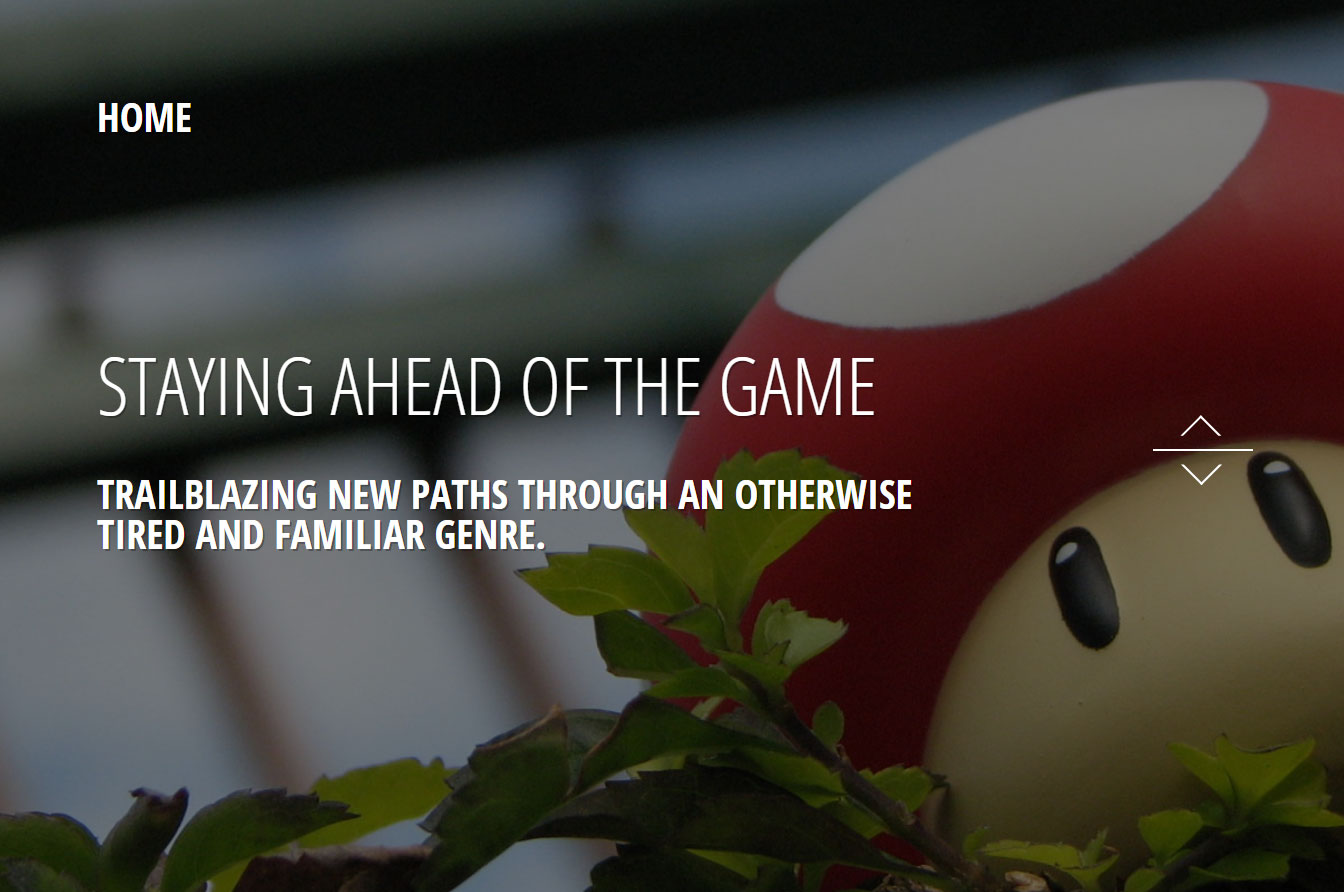 HOME
STAYING AHEAD OF THE GAME
TRAILBLAZING NEW PATHS THROUGH AN OTHERWISE
TIRED AND FAMILIAR GENRE.